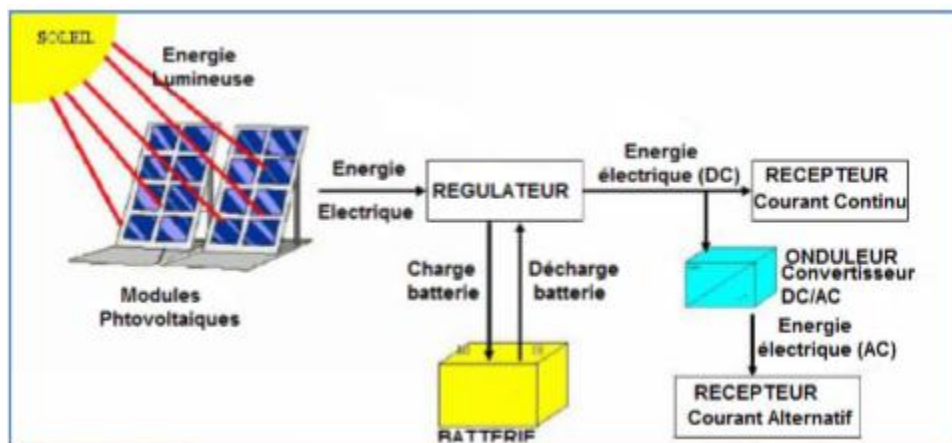 SOLEIL
Energie
Lumineuse
Energie
Electrique
REGULATEUR
Energie
électrique (DC)
RECEPTEUR
Courant Continu
Charge
batterie
Décharge
batterie
ONDULEUR
Convertisseur
DC/AC
Modules
Phtovoltaiques
Energie
électrique (AC)
BATTERIE
RECEPTEUR
Courant Alternatif